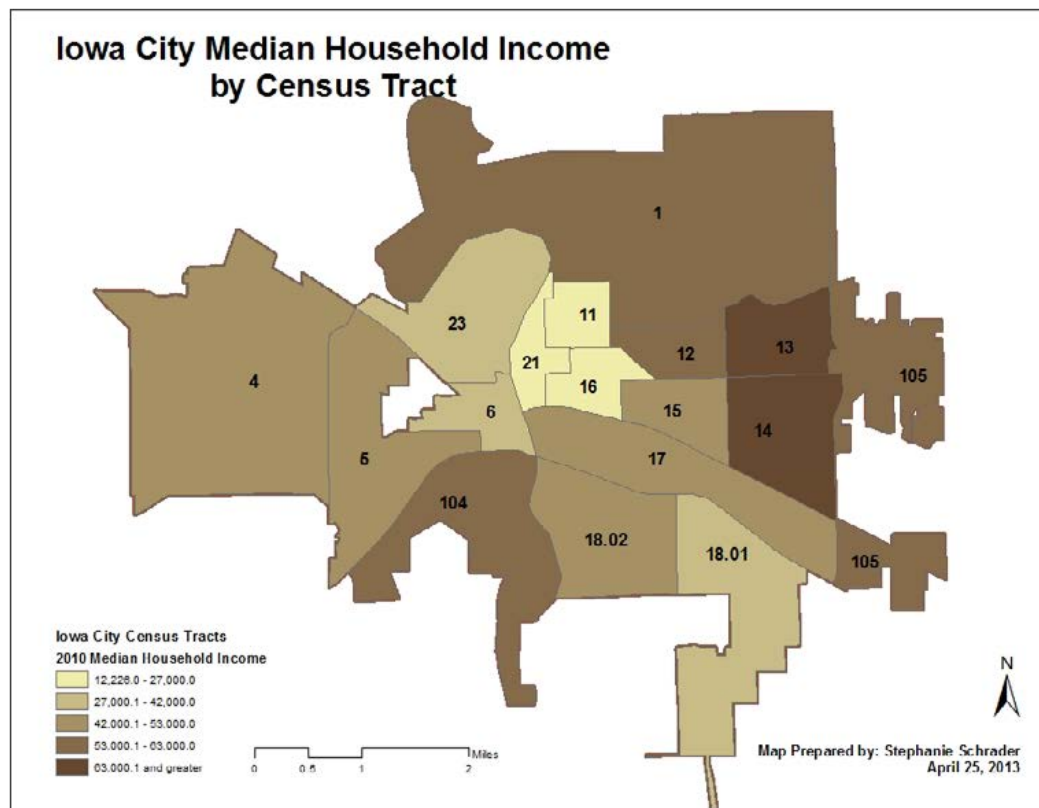 Iowa City Median Household Income
by Census Tract
1
4
23
11
21
12
13
105
16
6
15
14
5
17
104
18.02
18.01
105
Iowa City Census Tracts
2010 Median Household Income
12,226.0 - 27,000.0
27,000.1 - 42,000.0
42,000.1 - 53,000.0
53,000.1 - 63,000.0
63,000.1 and greater
Miles
0 0.5 1 2
N
Map Prepared by: Stephanie Schrader
April 25, 2013